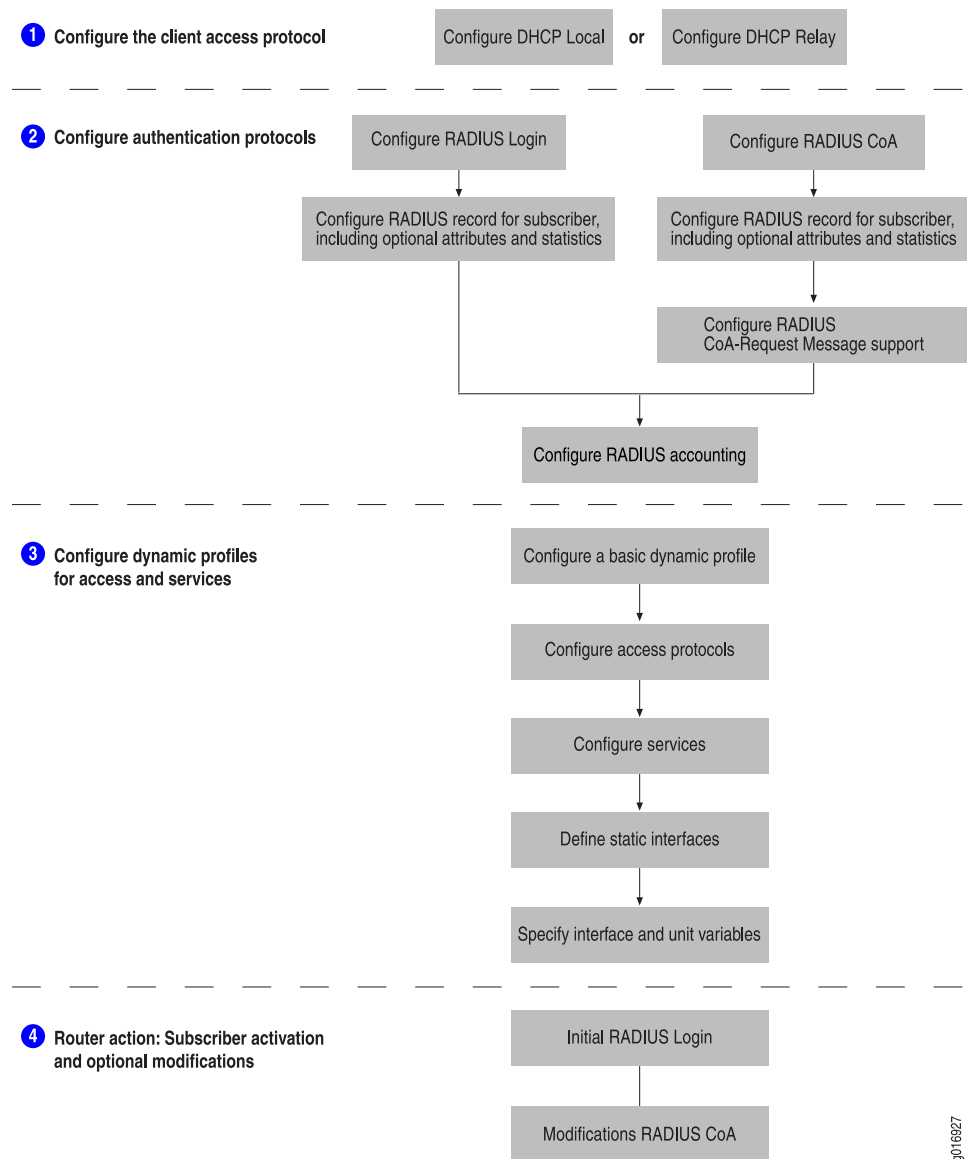 1 Configure the client access protocol
Configure DHCP Local or Configure DHCP Relay
2 Configure authentication protocols
Configure RADIUS Login
Configure RADIUS CoA
Configure RADIUS record for subscriber,
including optional attributes and statistics
Configure RADIUS record for subscriber,
including optional attributes and statistics
Configure RADIUS
CoA-Request Message support
Configure RADIUS accounting
3 Configure dynamic profiles
for access and services
Configure a basic dynamic profile
Configure access protocols
Configure services
Define static interfaces
Specify interface and unit variables
4 Router action: Subscriber activation
and optional modifications
Initial RADIUS Login
Modifications RADIUS CoA
g016927